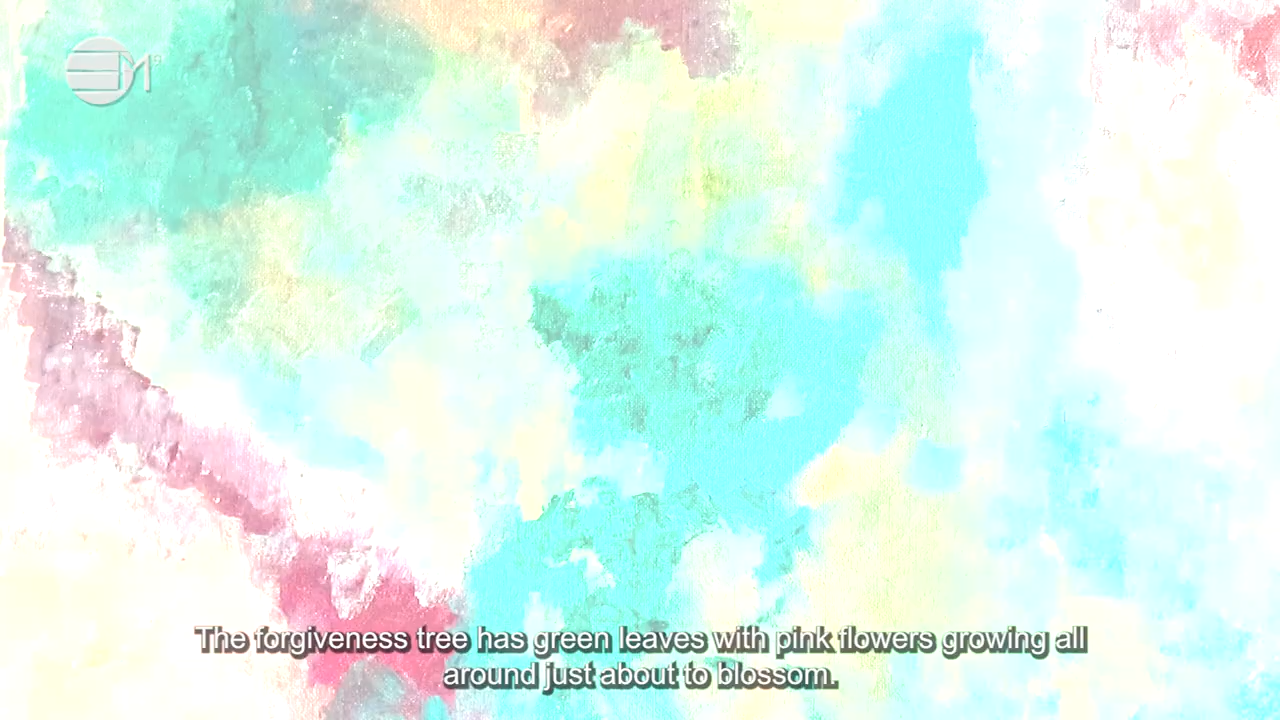 The forgiveness tree has green leaves with pink flowers growing all
around just about to blossom.